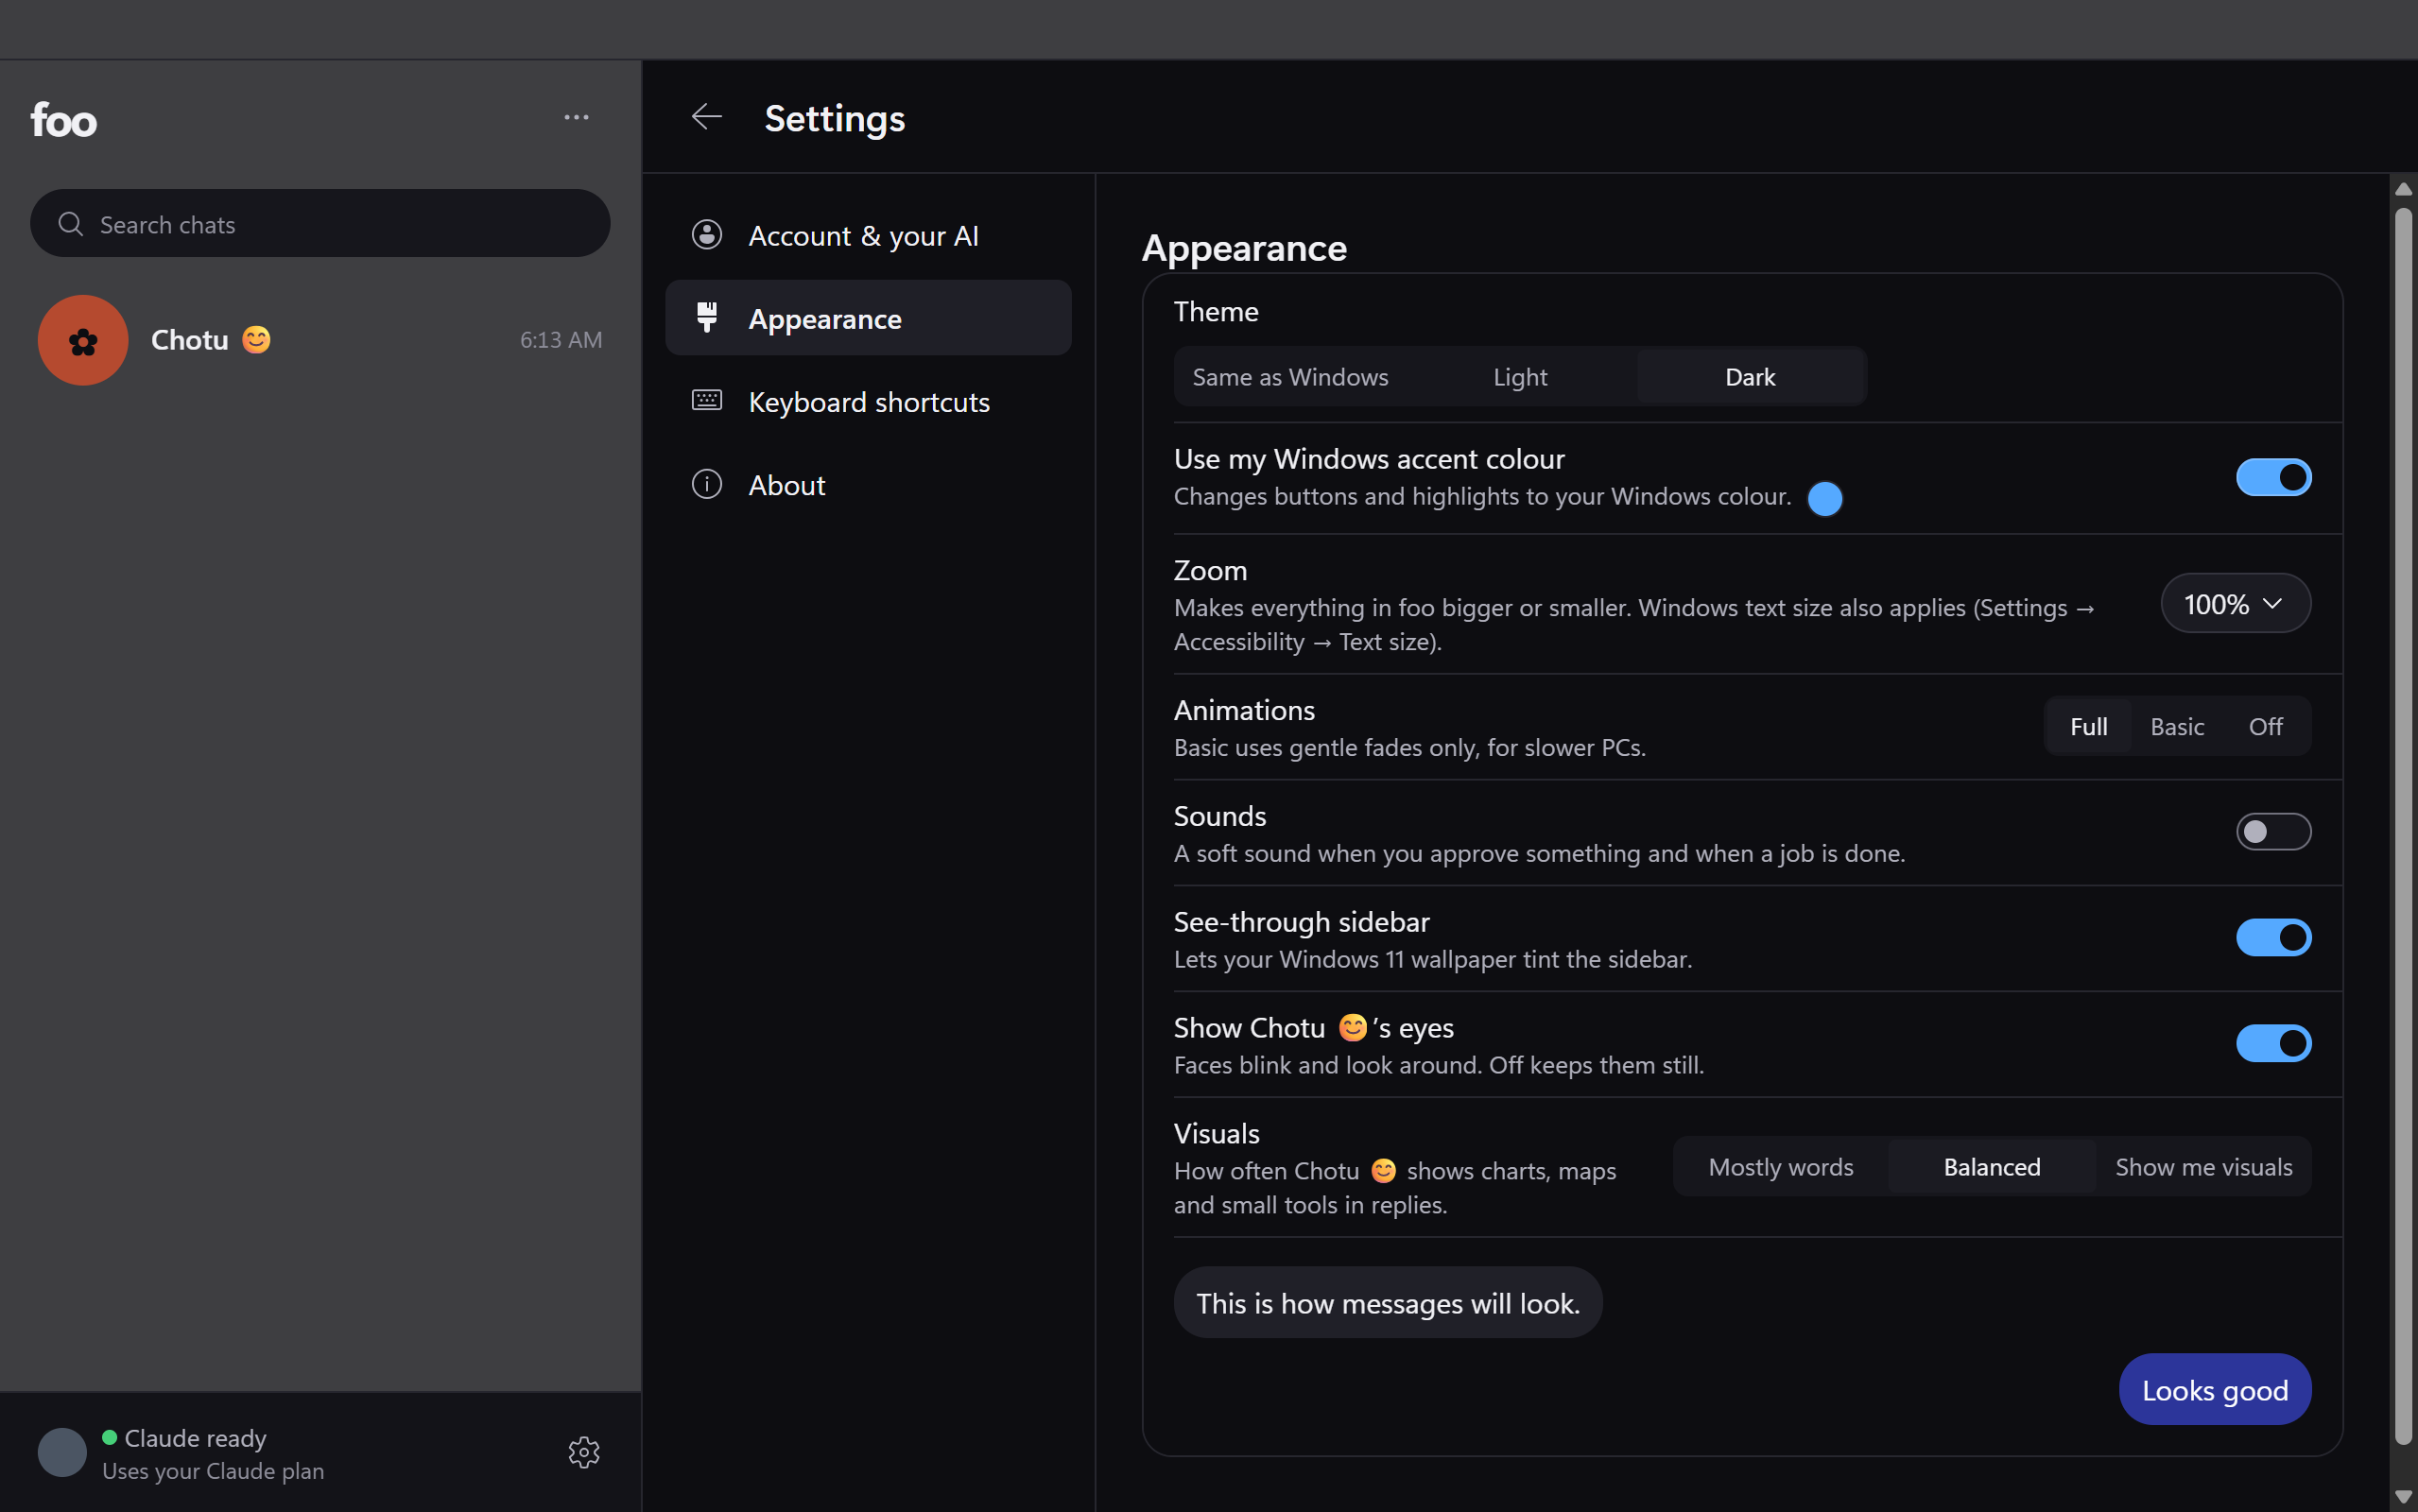 foo
...
Search chats
Chotu 😊
6:13 AM
Claude ready
Uses your Claude plan
Settings
Account & your AI
Appearance
Keyboard shortcuts
About
Appearance
Theme
Same as Windows
Light
Dark
Use my Windows accent colour
Changes buttons and highlights to your Windows colour.
Zoom
Makes everything in foo bigger or smaller. Windows text size also applies (Settings →
Accessibility → Text size).
100%
Animations
Basic uses gentle fades only, for slower PCs.
Full
Basic
Off
Sounds
A soft sound when you approve something and when a job is done.
See-through sidebar
Lets your Windows 11 wallpaper tint the sidebar.
Show Chotu 😊’s eyes
Faces blink and look around. Off keeps them still.
Visuals
How often Chotu 😊 shows charts, maps
and small tools in replies.
Mostly words
Balanced
Show me visuals
This is how messages will look.
Looks good